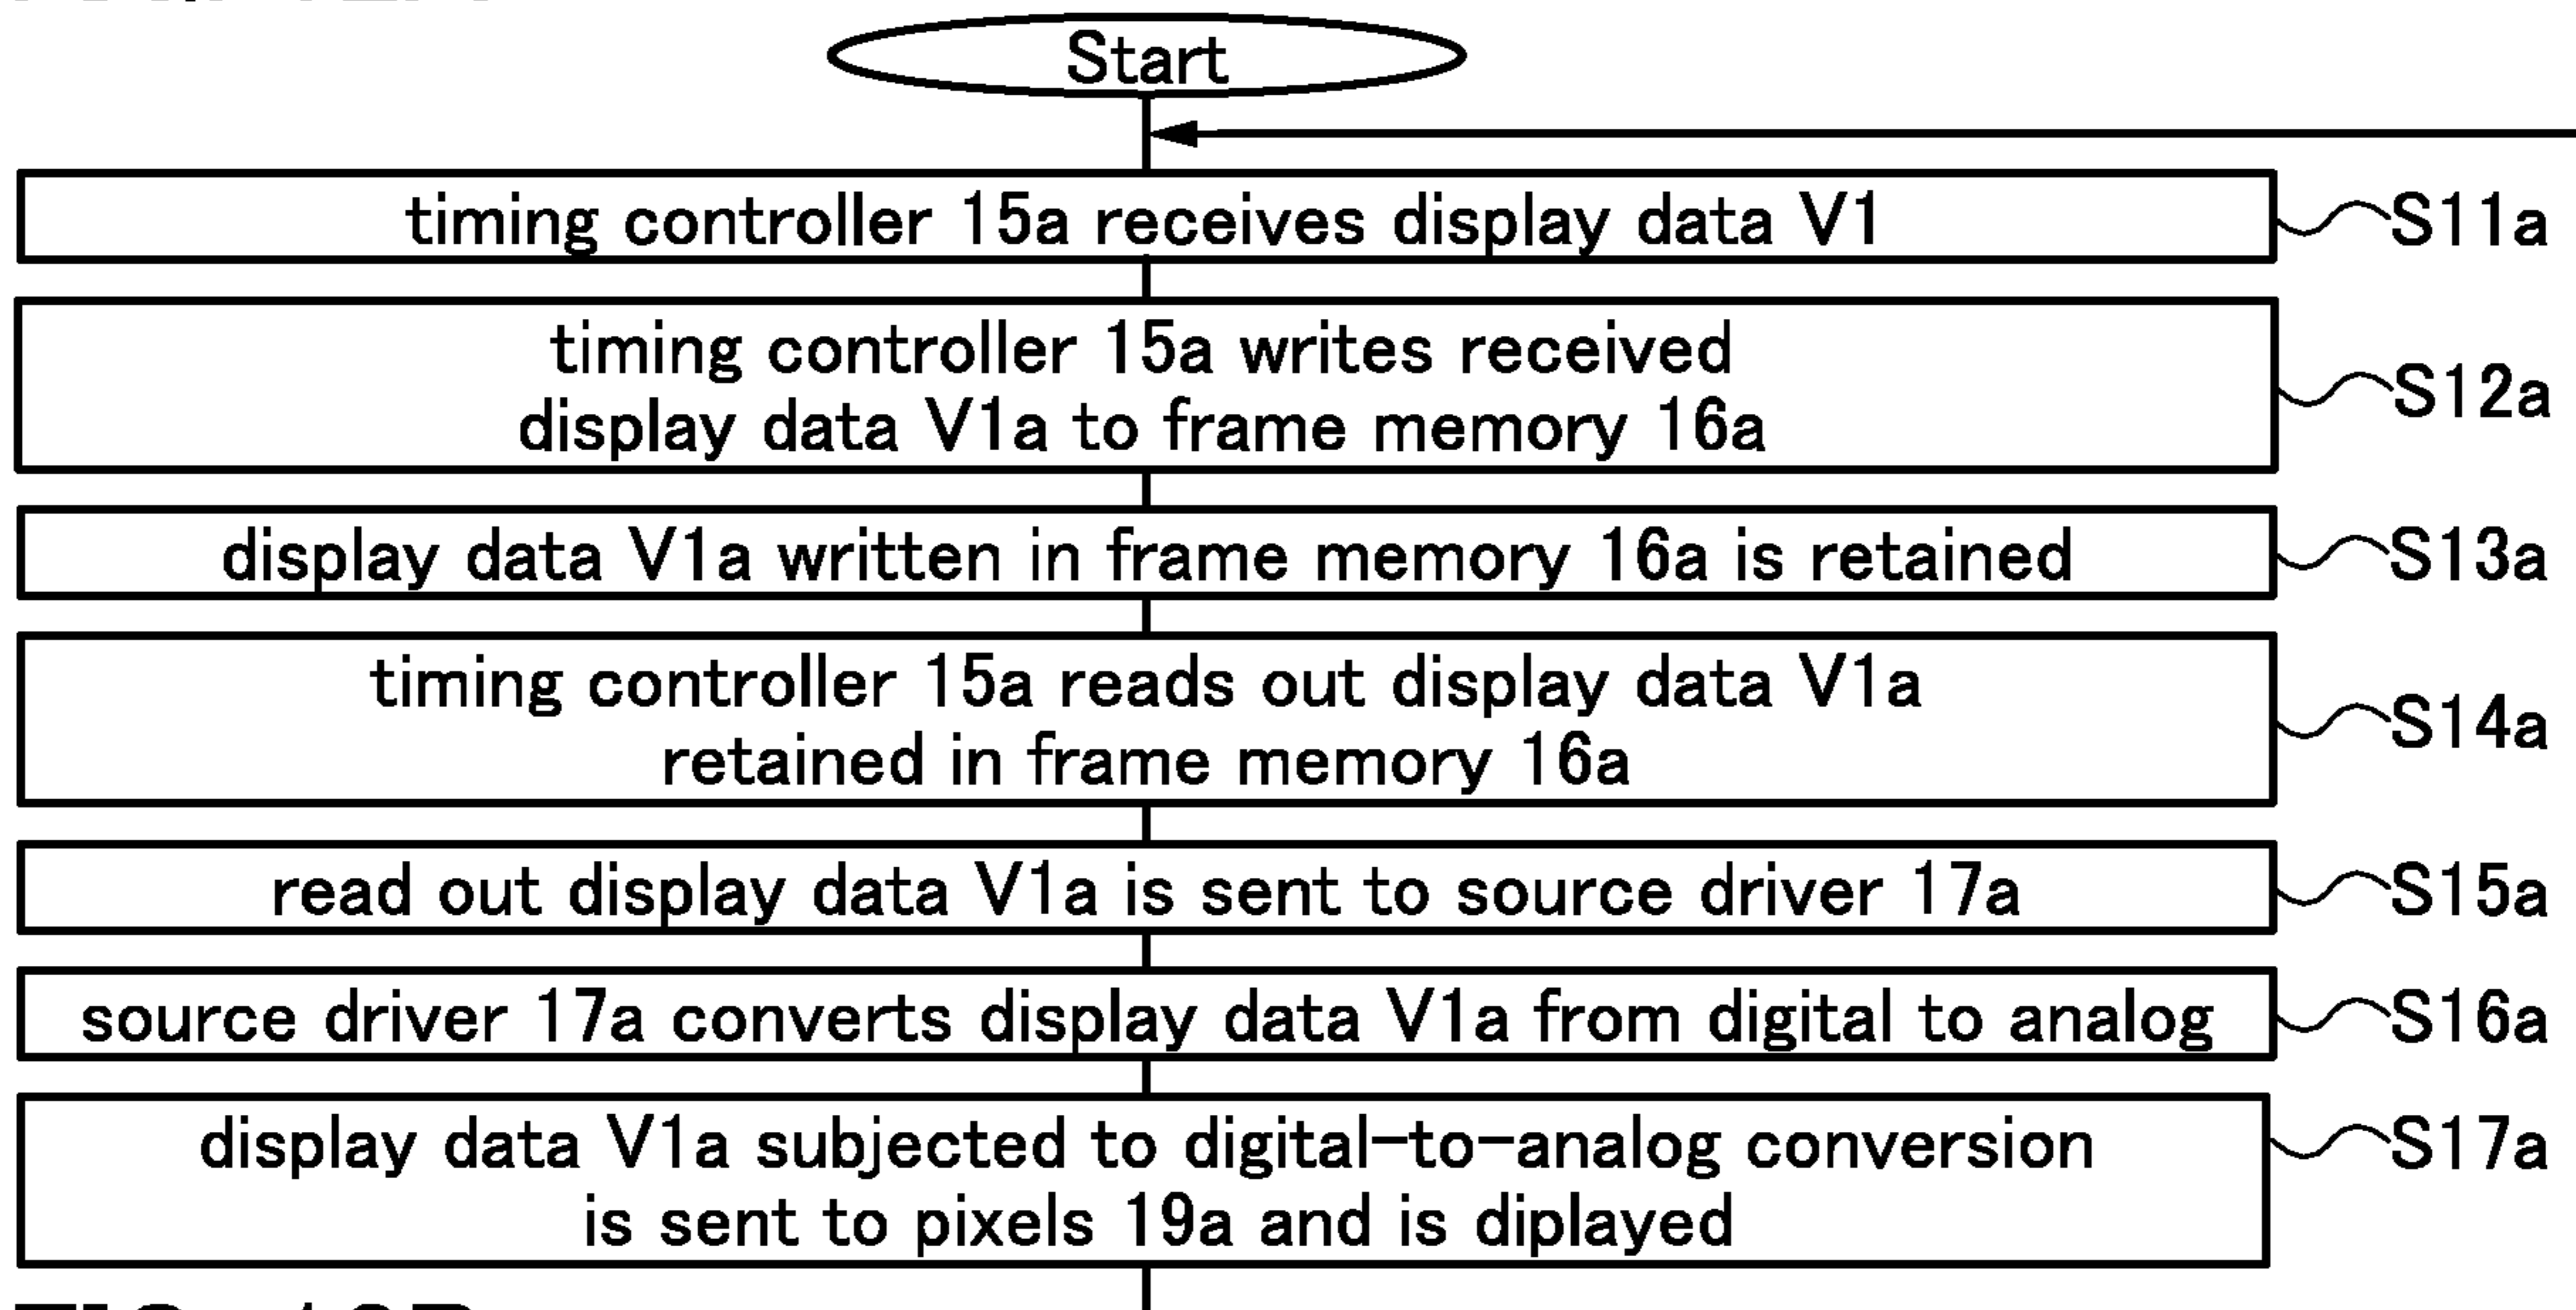 Start
timing controller 15a receives display data V1
S11a
timing controller 15a writes received
display data V1a to frame memory 16a
S12a
display data V1a written in frame memory 16a is retained
S13a
timing controller 15a reads out display data V1a
retained in frame memory 16a
S14a
read out display data V1a is sent to source driver 17a
S15a
source driver 17a converts display data V1a from digital to analog
S16a
display data V1a subjected to digital-to-analog conversion
is sent to pixels 19a and is diplayed
S17a